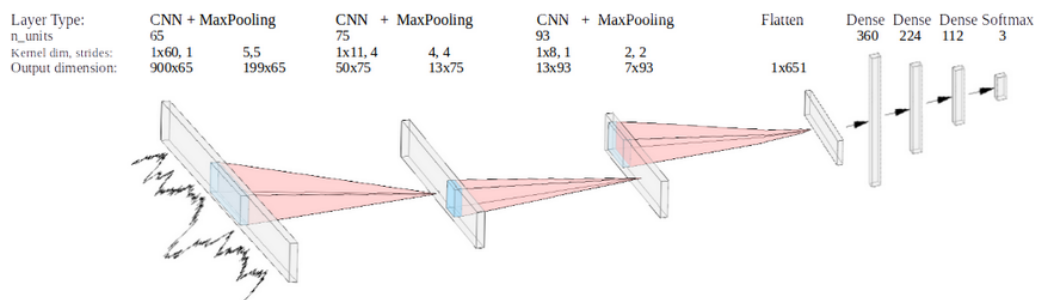 Layer Type: CNN + MaxPooling CNN + MaxPooling CNN + MaxPooling Flatten Dense Dense Dense Softmax
n_units 65 75 93 360 224 112 3
Kernel dim, strides: 1x60, 1 5,5 1x11, 4 4, 4 1x8, 1 2, 2
Output dimension: 900x65 199x65 50x75 13x75 13x93 7x93 1x651